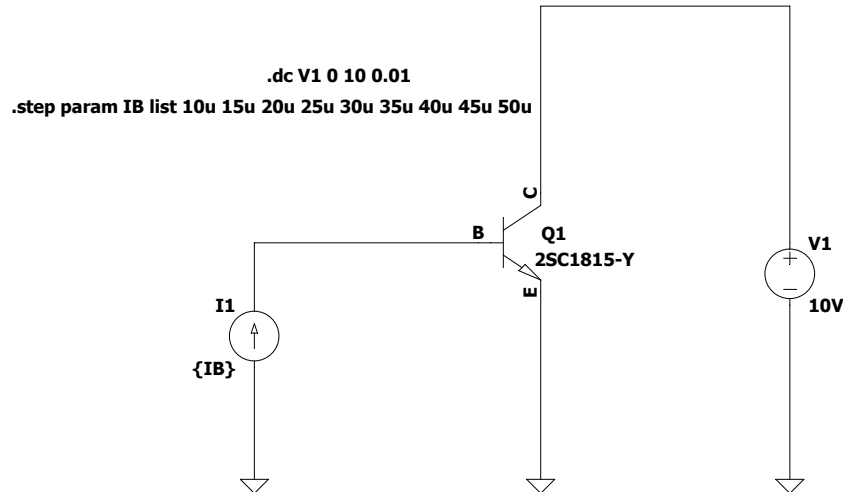 .dc V1 0 10 0.01
.step param IB list 10u 15u 20u 25u 30u 35u 40u 45u 50u
C
B
Q1
2SC1815-Y
E
V1
10V
I1
{IB}